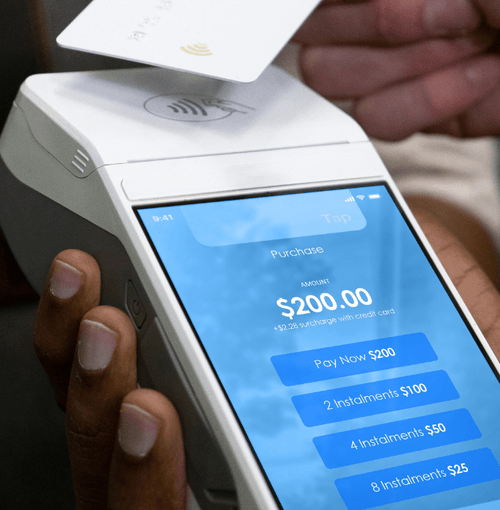 9:41
Tap
Purchase
AMOUNT
$200.00
+$2.28 surcharge with credit card
Pay Now $200
2 Instalments $100
4 Instalments $50
8 Instalments $25